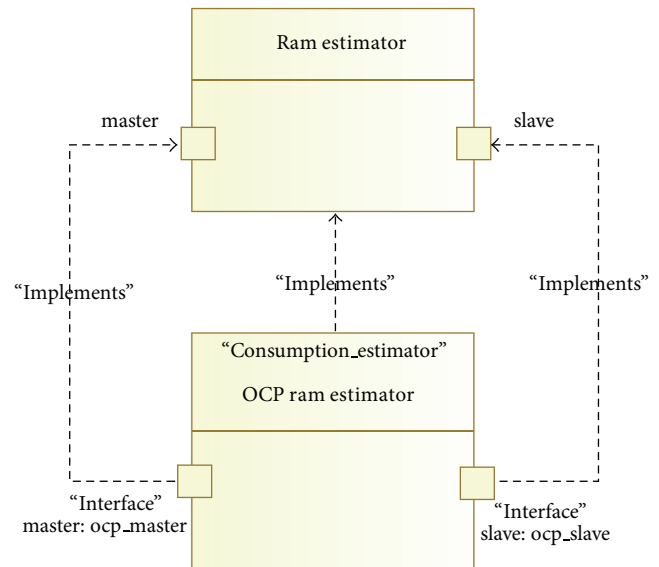 Ram estimator
master
slave
“Implements”
“Implements”
“Implements”
“Consumption_estimator”
OCP ram estimator
“Interface”
master: ocp_master
“Interface”
slave: ocp_slave